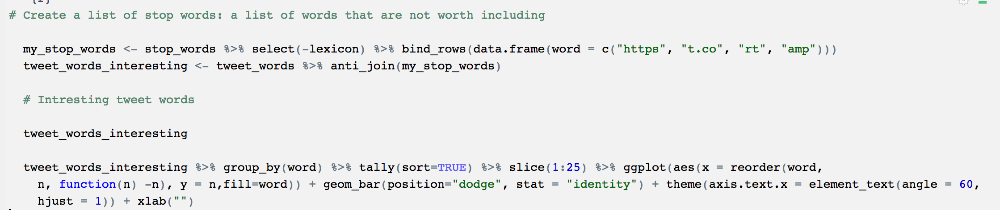 # Create a list of stop words: a list of words that are not worth including
my_stop_words <- stop_words %>% select(-lexicon) %>% bind_rows(data.frame(word = c("https", "t.co", "rt", "amp")))
tweet_words_interesting <- tweet_words %>% anti_join(my_stop_words)
# Intresting tweet words
tweet_words_interesting
tweet_words_interesting %>% group_by(word) %>% tally(sort=TRUE) %>% slice(1:25) %>% ggplot(aes(x = reorder(word,
n, function(n) -n), y = n,fill=word)) + geom_bar(position="dodge", stat = "identity") + theme(axis.text.x = element_text(angle = 60,
hjust = 1)) + xlab("")